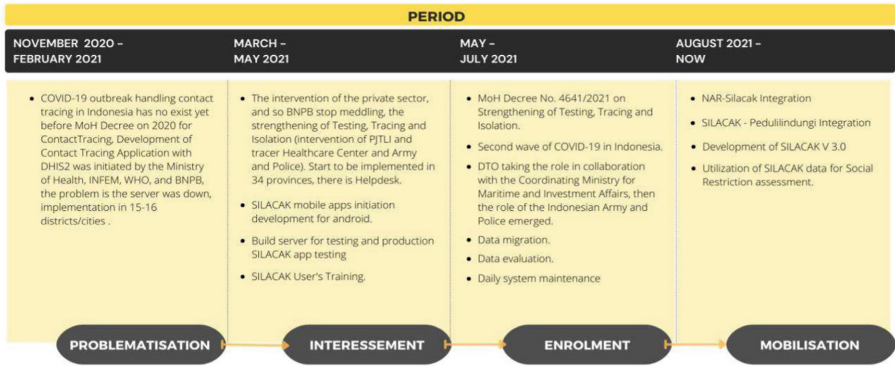 PERIOD
NOVEMBER 2020 –
FEBRUARY 2021
MARCH –
MAY 2021
MAY –
JULY 2021
AUGUST 2021 –
NOW
• COVID-19 outbreak handling contact
tracing in Indonesia has no exist yet
before MoH Decree on 2020 for
ContactTracing, Development of
Contact Tracing Application with
DHIS2 was initiated by the Ministry
of Health, INFEM, WHO, and BNPB,
the problem is the server was down,
implementation in 15-16
districts/cities .
• The intervention of the private sector,
and so BNPB stop meddling, the
strengthening of Testing, Tracing and
Isolation (intervention of PJTLI and
tracer Healthcare Center and Army
and Police). Start to be implemented in
34 provinces, there is Helpdesk.
• SILACAK mobile apps initiation
development for android.
• Build server for testing and production
SILACAK app testing
• SILACAK User's Training.
• MoH Decree No. 4641/2021 on
Strengthening of Testing, Tracing and
Isolation.
• Second wave of COVID-19 in Indonesia.
• DTO taking the role in collaboration
with the Coordinating Ministry for
Maritime and Investment Affairs, then
the role of the Indonesian Army and
Police emerged.
• Data migration.
• Data evaluation.
• Daily system maintenance
• NAR-Silacak Integration
• SILACAK - Pedulilindungi Integration
• Development of SILACAK V 3.0
• Utilization of SILACAK data for Social
Restriction assessment.
PROBLEMATISATION
INTERESSEMENT
ENROLMENT
MOBILISATION